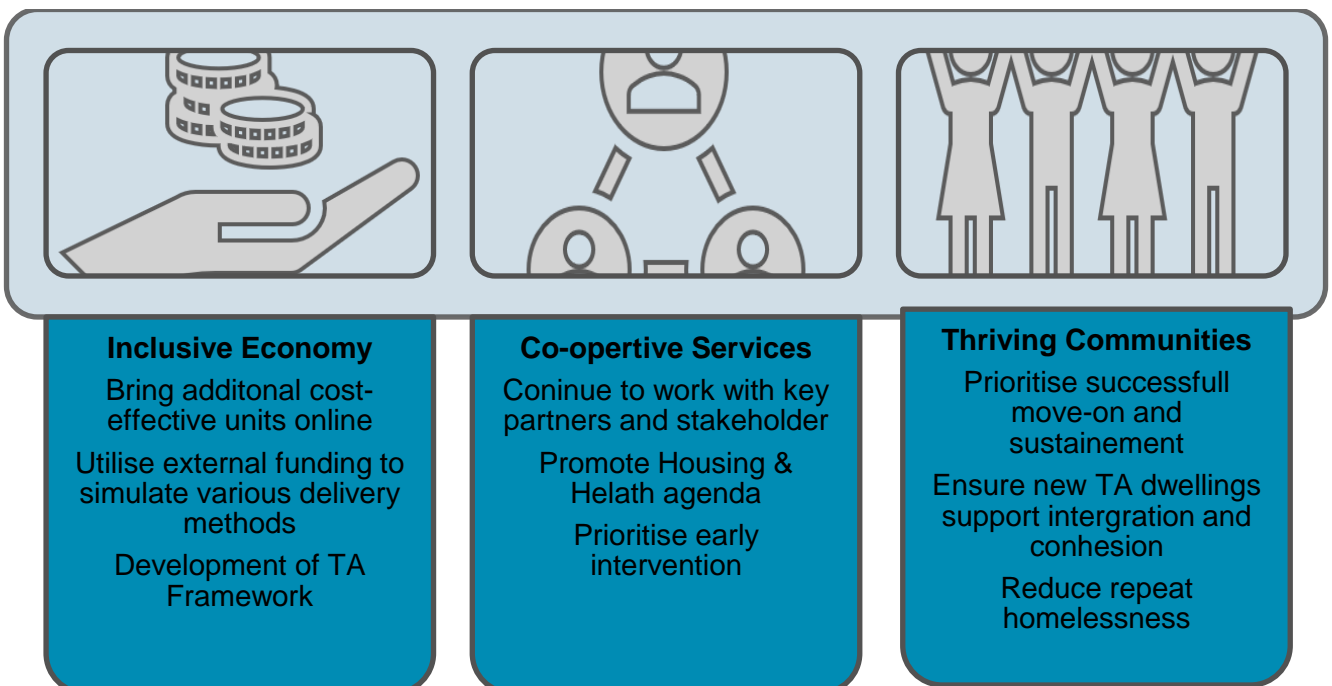 Inclusive Economy
Bring additonal cost-
effective units online
Utilise external funding to
simulate various delivery
methods
Development of TA
Framework
Co-opertive Services
Coninue to work with key
partners and stakeholder
Promote Housing &
Helath agenda
Prioritise early
intervention
Thriving Communities
Prioritise successfull
move-on and
sustainement
Ensure new TA dwellings
support intergration and
conhesion
Reduce repeat
homelessness